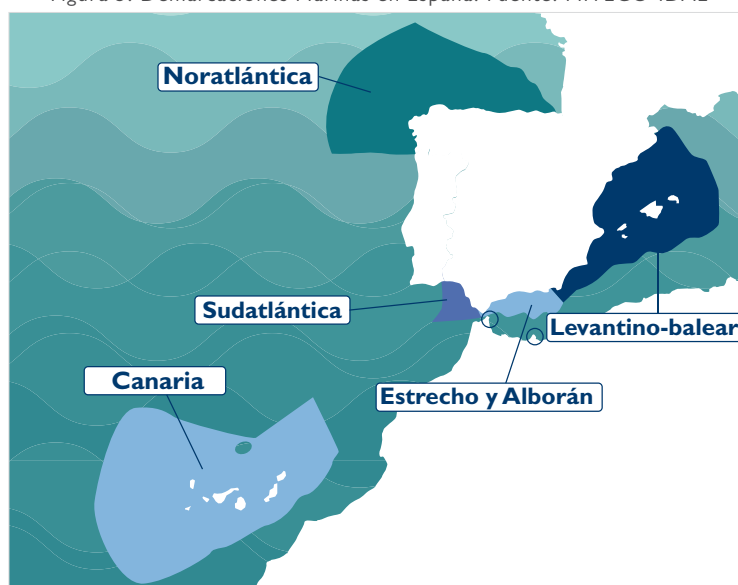 Noratlántica
Sudatlántica
Levantino-balear
Canaria
Estrecho y Alborán